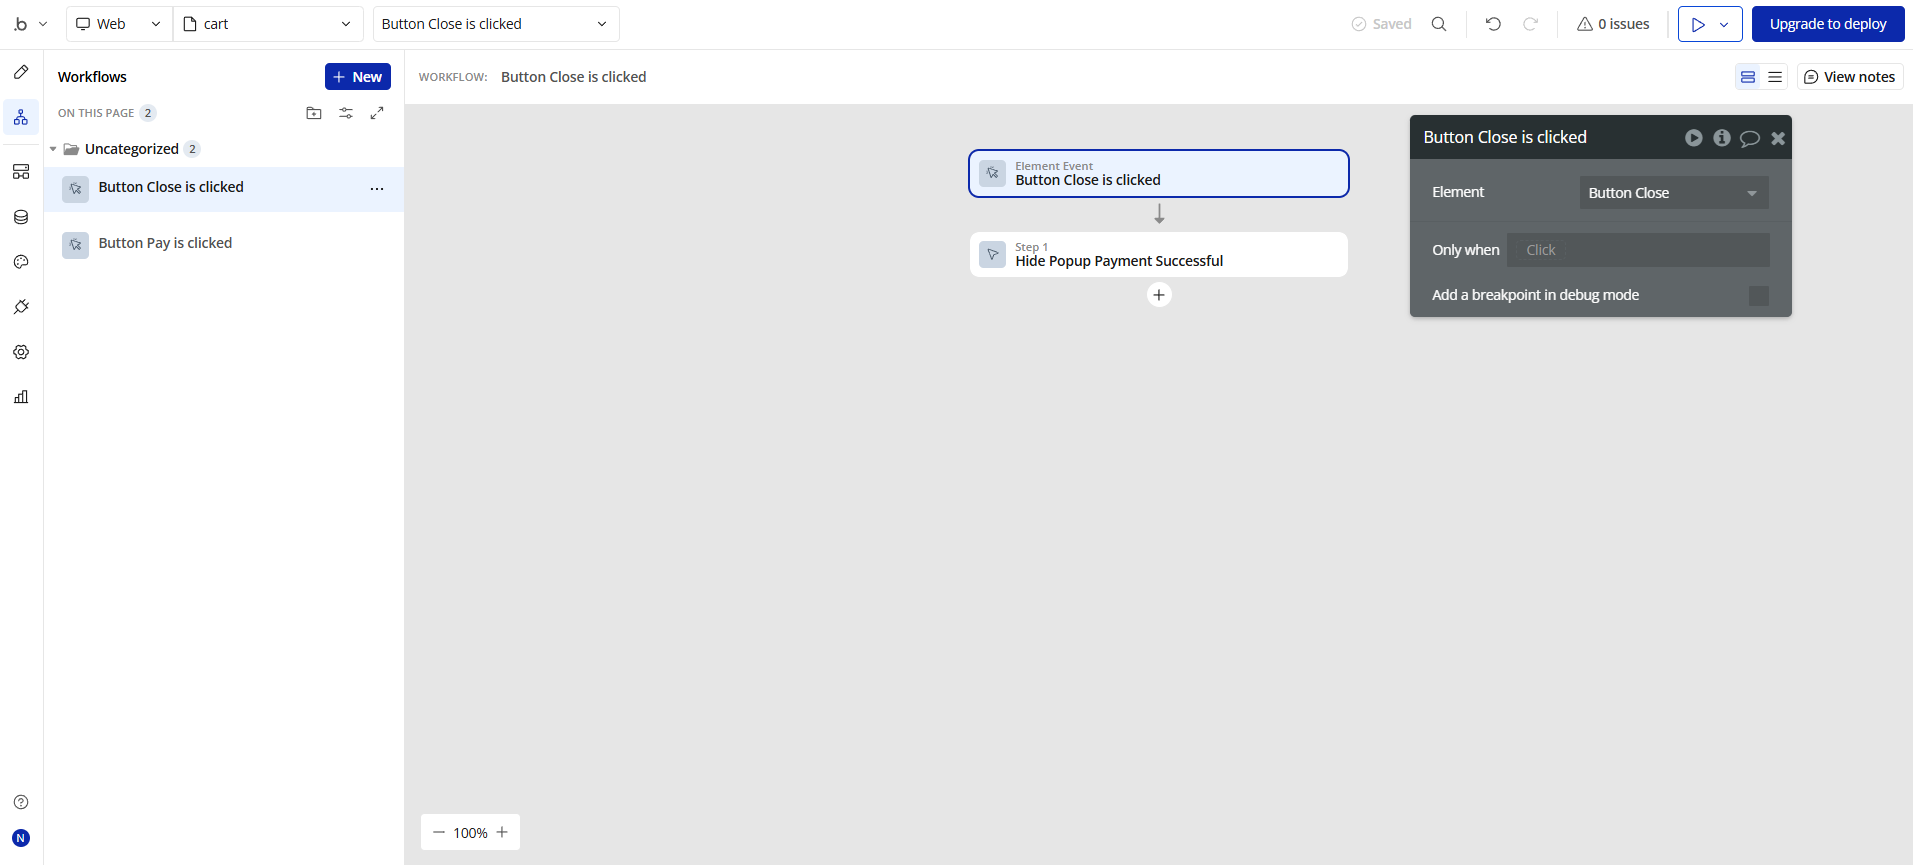 .b
Web
cart
Button Close is clicked
Saved
0 issues
Upgrade to deploy
Workflows
+ New
ON THIS PAGE 2
Uncategorized 2
Button Close is clicked
Button Pay is clicked
WORKFLOW: Button Close is clicked
View notes
Element Event
Button Close is clicked
Step 1
Hide Popup Payment Successful
Button Close is clicked
Element
Button Close
Only when
Click
Add a breakpoint in debug mode
N
100%